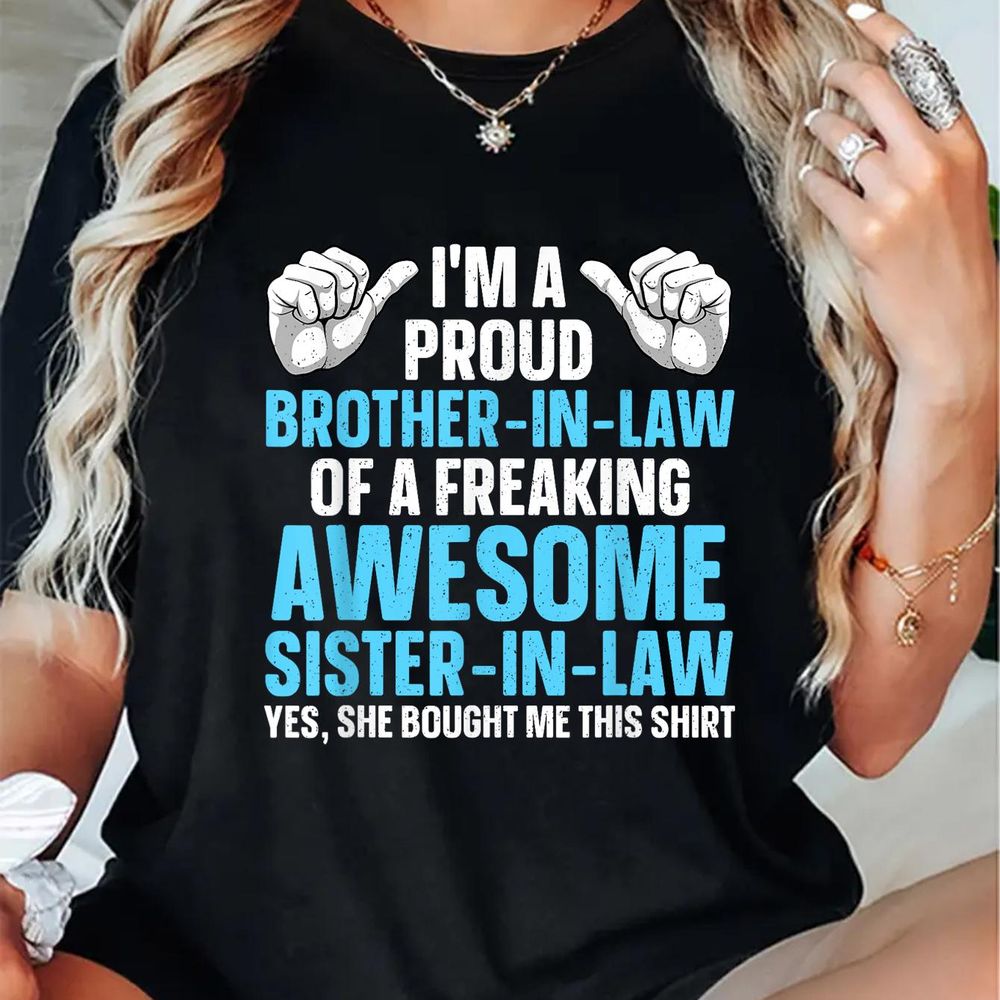 I'M A
PROUD
BROTHER-IN-LAW
OF A FREAKING
AWESOME
SISTER-IN-LAW
YES, SHE BOUGHT ME THIS SHIRT